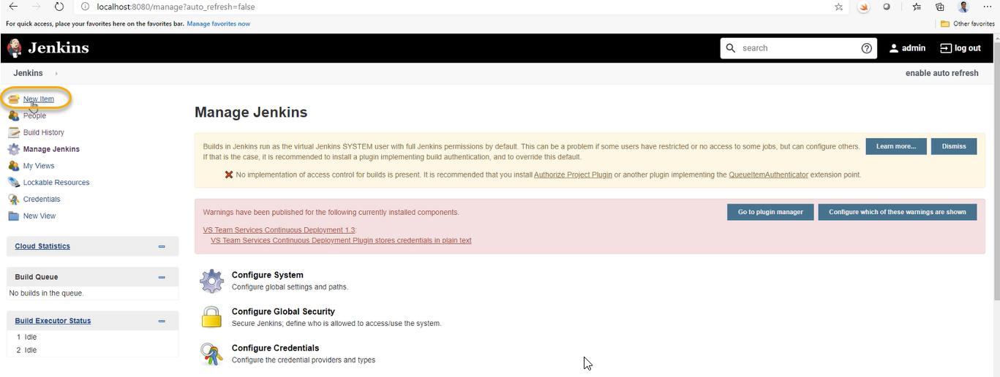 localhost:8080/manage?auto_refresh=false
For quick access, place your favorites here on the favorites bar. Manage favorites now
Other favorites
Jenkins
search
admin
log out
Jenkins
enable auto refresh
New Item
People
Build History
Manage Jenkins
My Views
Lockable Resources
Credentials
New View
Cloud Statistics
Build Queue
No builds in the queue.
Build Executor Status
1 Idle
2 Idle
Manage Jenkins
Builds in Jenkins run as the virtual Jenkins SYSTEM user with full Jenkins permissions by default. This can be a problem if some users have restricted or no access to some jobs, but can configure others.
If that is the case, it is recommended to install a plugin implementing build authentication, and to override this default.
Learn more...
Dismiss
No implementation of access control for builds is present. It is recommended that you install Authorize Project Plugin or another plugin implementing the QueueItemAuthenticator extension point.
Warnings have been published for the following currently installed components.
Go to plugin manager
Configure which of these warnings are shown
VS Team Services Continuous Deployment 1.3:
VS Team Services Continuous Deployment Plugin stores credentials in plain text
Configure System
Configure global settings and paths.
Configure Global Security
Secure Jenkins; define who is allowed to access/use the system.
Configure Credentials
Configure the credential providers and types